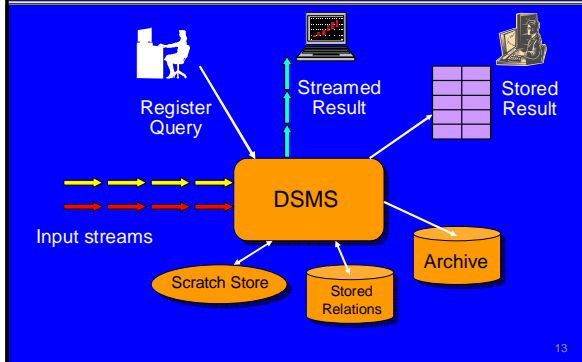 Register
Query
Streamed
Result
Stored
Result
DSMS
Input streams
Scratch Store
Stored
Relations
Archive
13